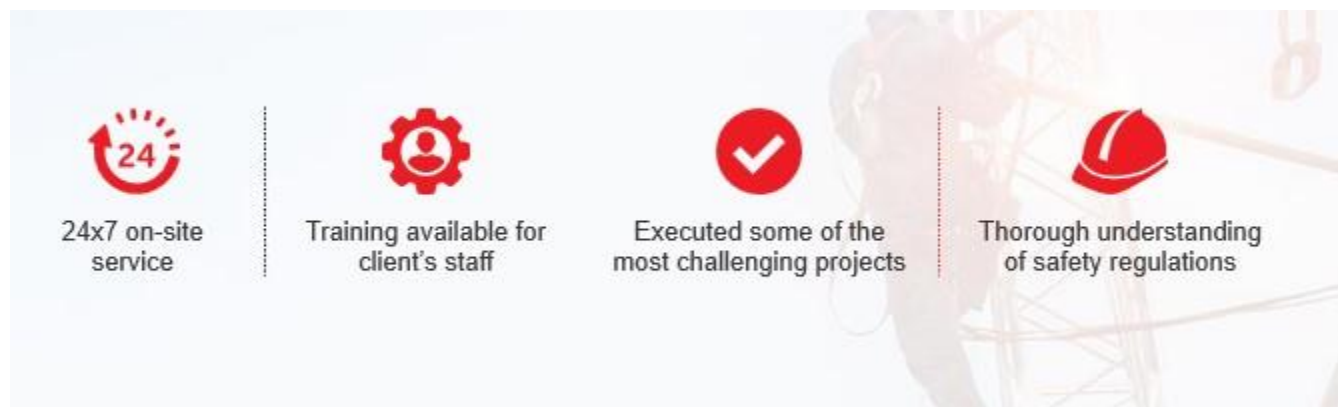 24
24x7 on-site
service
Training available for
client's staff
Executed some of the
most challenging projects
Thorough understanding
of safety regulations